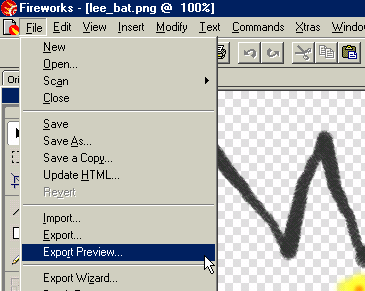 Fireworks - [lee_bat.png @ 100%]
File Edit View Insert Modify Text Commands Xtras
New
Open...
Scan
Close
Save
Save As...
Save a Copy...
Update HTML...
Revert
Import...
Export...
Export Preview...
Export Wizard...